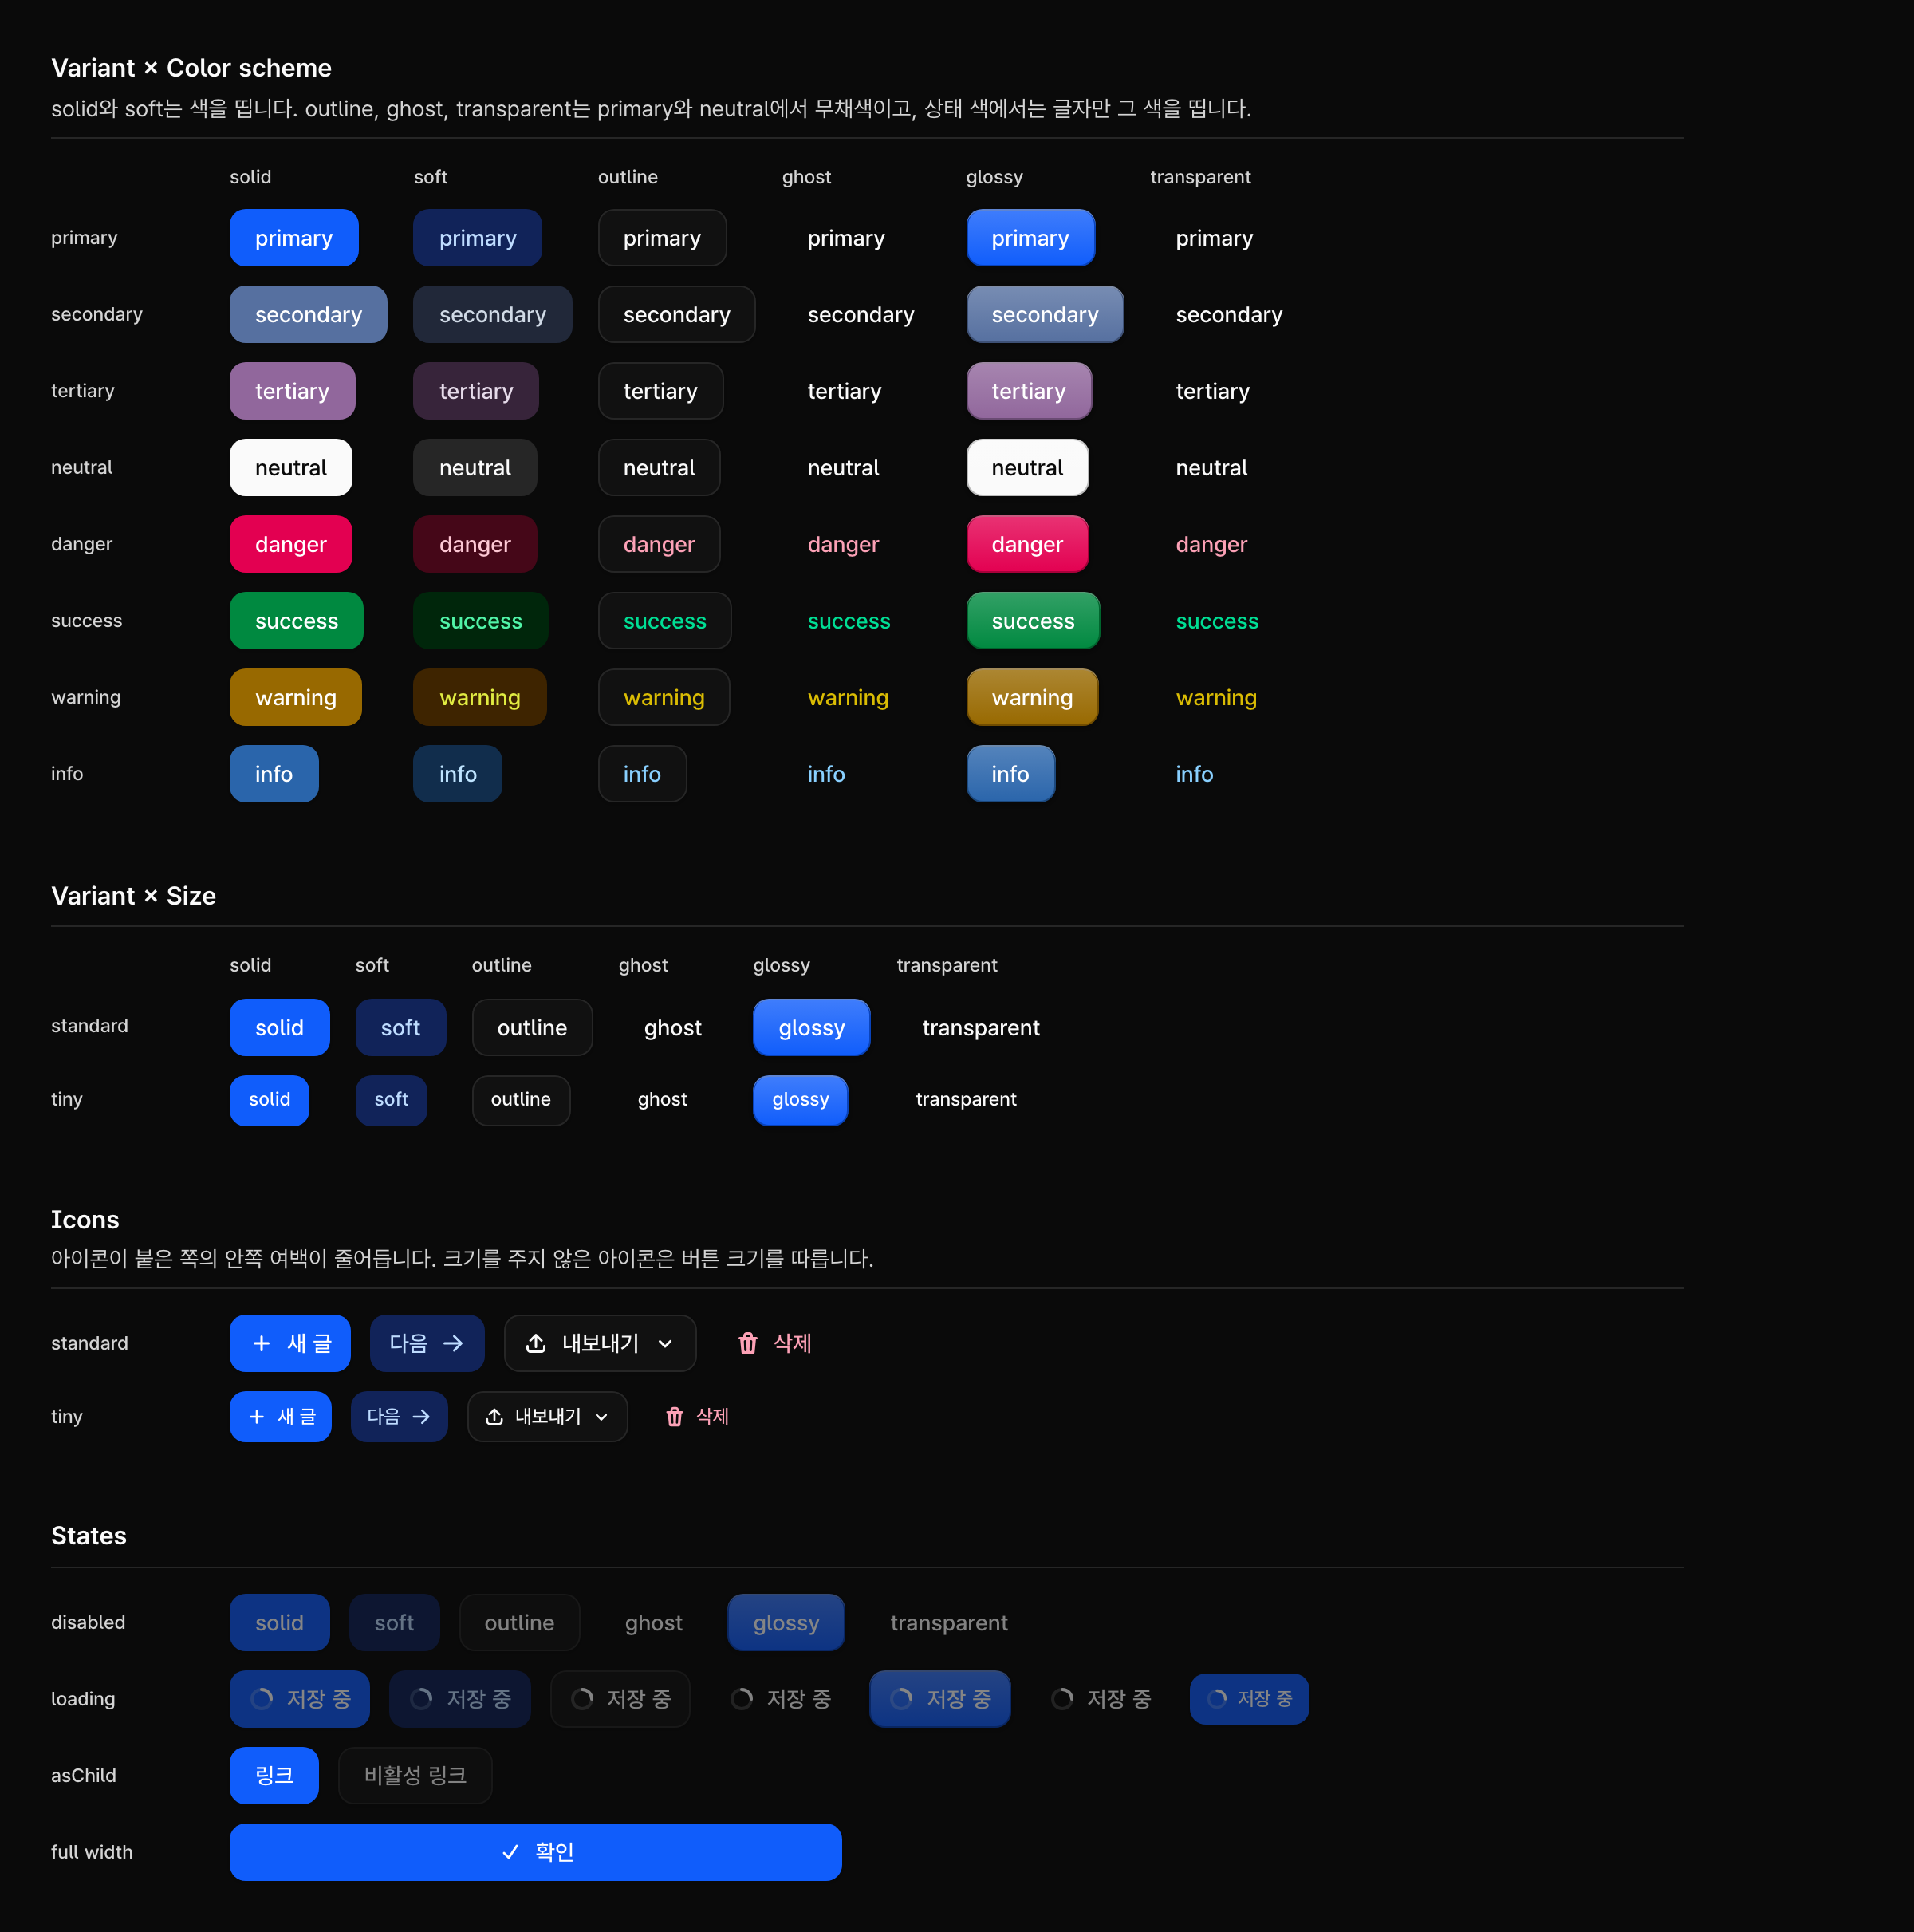 Variant × Color scheme
solid와 soft는 색을 띕니다. outline, ghost, transparent는 primary와 neutral에서 무채색이고, 상태 색에서는 글자만 그 색을 띕니다.
solid soft outline ghost glossy transparent
primary primary primary primary primary primary primary
secondary secondary secondary secondary secondary secondary secondary
tertiary tertiary tertiary tertiary tertiary tertiary tertiary
neutral neutral neutral neutral neutral neutral neutral
danger danger danger danger danger danger danger
success success success success success success success
warning warning warning warning warning warning warning
info info info info info info info
Variant × Size
solid soft outline ghost glossy transparent
standard solid soft outline ghost glossy transparent
tiny solid soft outline ghost glossy transparent
Icons
아이콘이 붙은 쪽의 안쪽 여백이 줄어듭니다. 크기를 주지 않은 아이콘은 버튼 크기를 따릅니다.
standard 새 글 다음 내보내기 삭제
tiny 새 글 다음 내보내기 삭제
States
disabled solid soft outline ghost glossy transparent
loading 저장 중 저장 중 저장 중 저장 중 저장 중 저장 중 저장 중
asChild 링크 비활성 링크
full width 확인